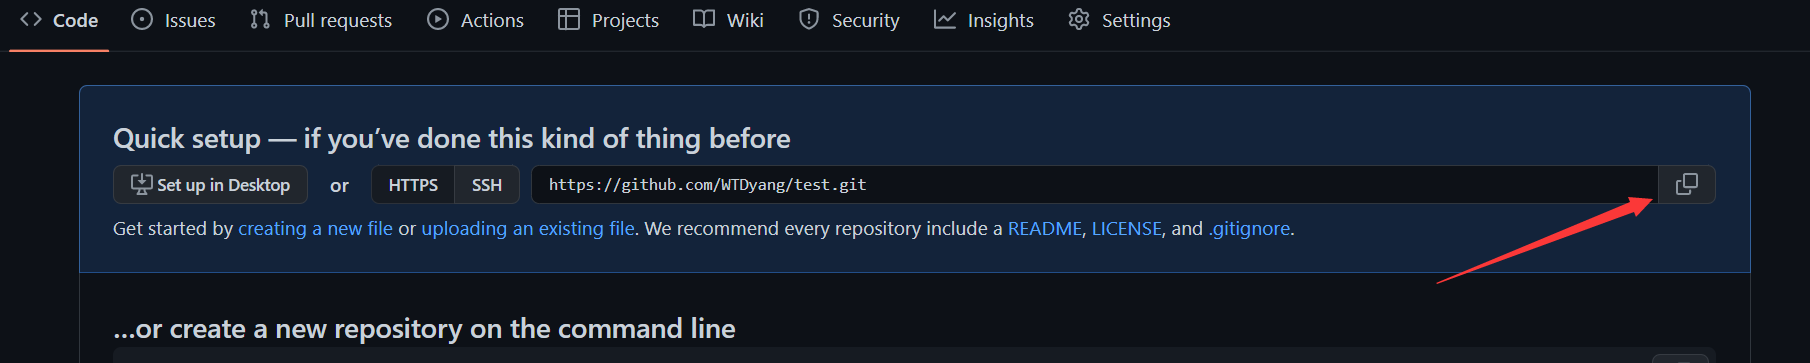 Code Issues Pull requests Actions Projects Wiki Security Insights Settings
Quick setup — if you’ve done this kind of thing before
Set up in Desktop or HTTPS SSH https://github.com/WTDyang/test.git
Get started by creating a new file or uploading an existing file. We recommend every repository include a README, LICENSE, and .gitignore.
…or create a new repository on the command line